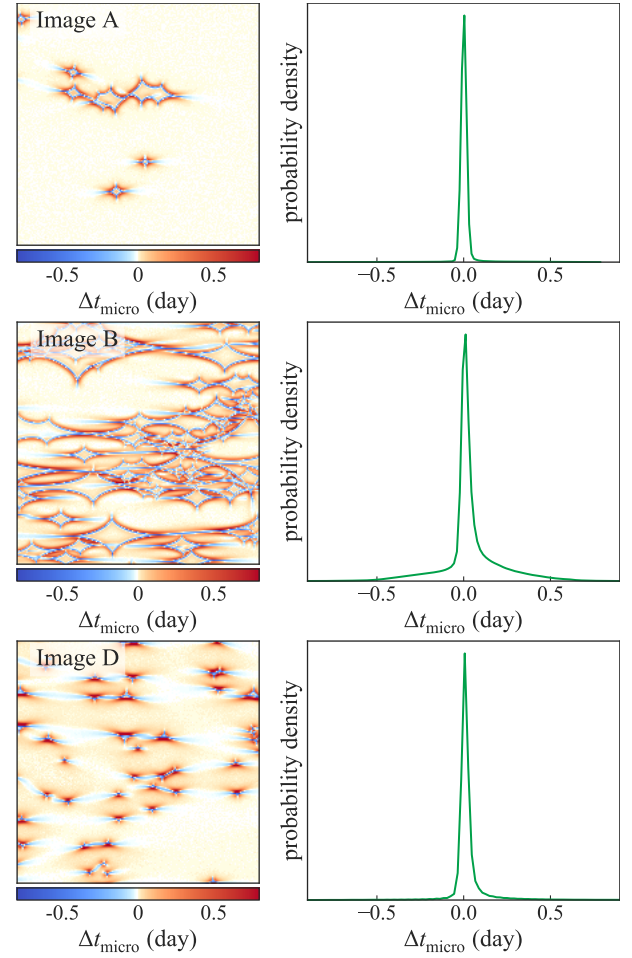 Image A
probability density
-0.5 0 0.5
Δt_micro (day)
−0.5 0.0 0.5
Δt_micro (day)
Image B
probability density
-0.5 0 0.5
Δt_micro (day)
−0.5 0.0 0.5
Δt_micro (day)
Image D
probability density
-0.5 0 0.5
Δt_micro (day)
−0.5 0.0 0.5
Δt_micro (day)